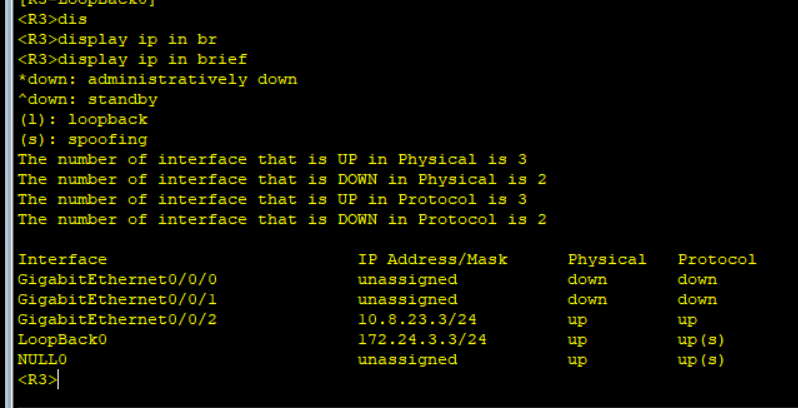 [R3-LoopBack0]
<R3>dis
<R3>display ip in br
<R3>display ip in brief
*down: administratively down
^down: standby
(l): loopback
(s): spoofing
The number of interface that is UP in Physical is 3
The number of interface that is DOWN in Physical is 2
The number of interface that is UP in Protocol is 3
The number of interface that is DOWN in Protocol is 2
Interface IP Address/Mask Physical Protocol
GigabitEthernet0/0/0 unassigned down down
GigabitEthernet0/0/1 unassigned down down
GigabitEthernet0/0/2 10.8.23.3/24 up up
LoopBack0 172.24.3.3/24 up up(s)
NULL0 unassigned up up(s)
<R3>